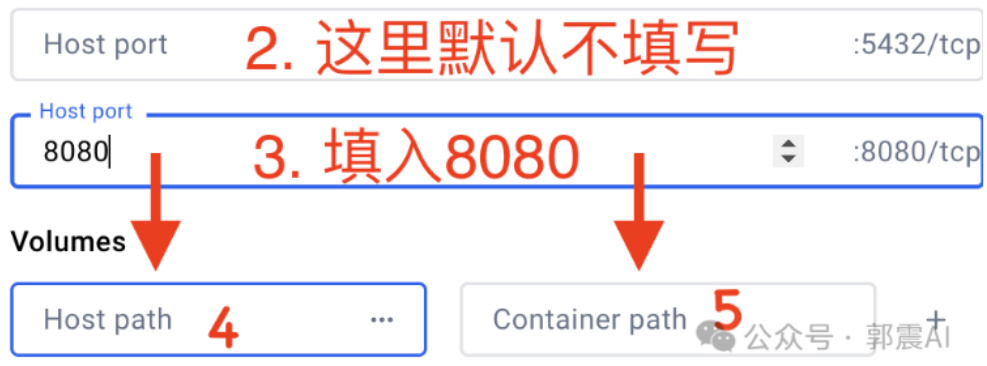 Host port 2. 这里默认不填写 :5432/tcp
Host port
8080 3. 填入8080 :8080/tcp
Volumes
Host path 4 ... Container path 5 +
公众号 · 郭震AI